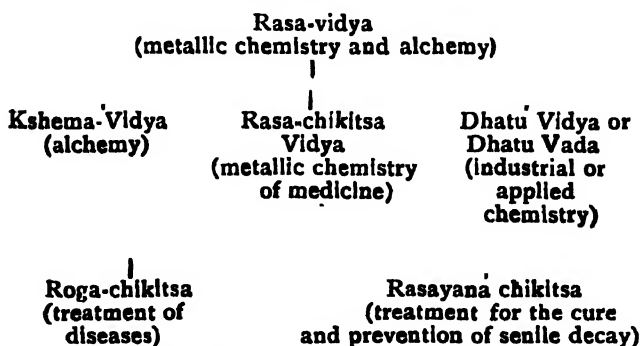 Rasa-vidya
(metallic chemistry and alchemy)
Kshema-Vidya
(alchemy)
Rasa-chikitsa
Vidya
(metallic chemistry
of medicine)
Dhatu Vidya or
Dhatu Vada
(industrial or
applied
chemistry)
Roga-chikitsa
(treatment of
diseases)
Rasayana chikitsa
(treatment for the cure
and prevention of senile decay)